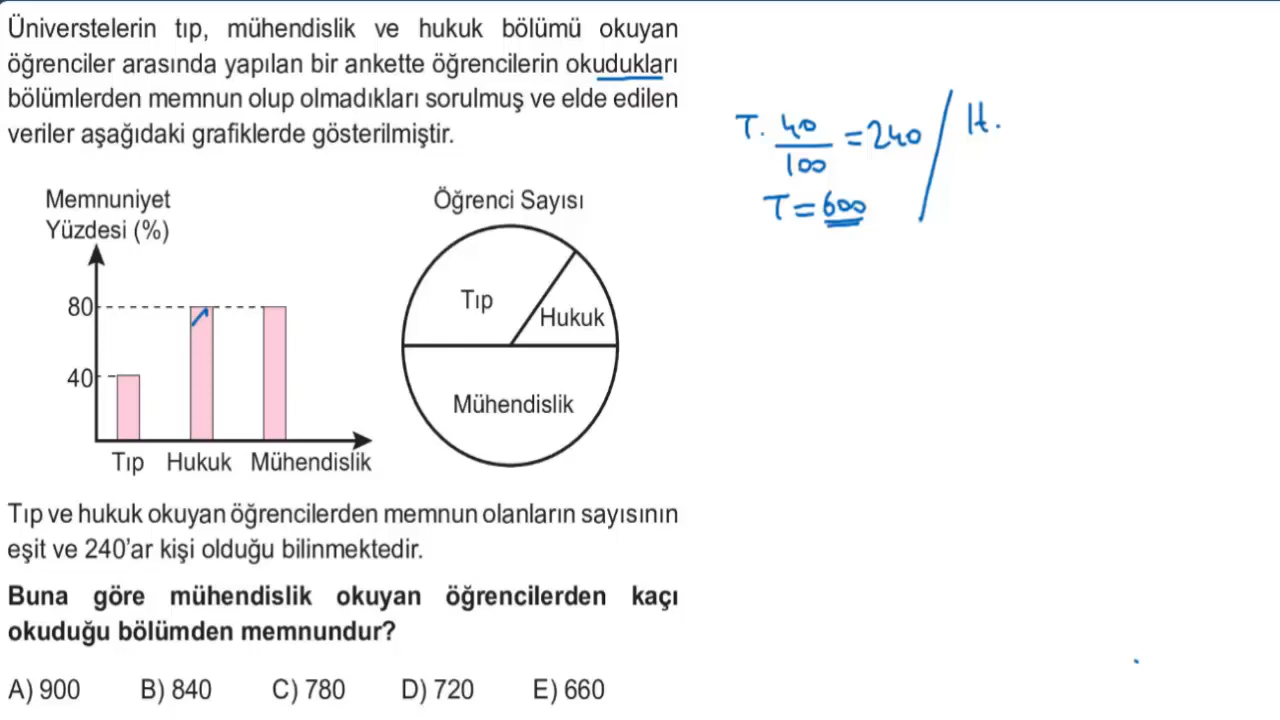 Üniverstelerin tıp, mühendislik ve hukuk bölümü okuyan
öğrenciler arasında yapılan bir ankette öğrencilerin okudukları
bölümlerden memnun olup olmadıkları sorulmuş ve elde edilen
veriler aşağıdaki grafiklerde gösterilmiştir.
Memnuniyet
Yüzdesi (%)
80
40
Tıp Hukuk Mühendislik
Öğrenci Sayısı
Tıp
Hukuk
Mühendislik
Tıp ve hukuk okuyan öğrencilerden memnun olanların sayısının
eşit ve 240'ar kişi olduğu bilinmektedir.
Buna göre mühendislik okuyan öğrencilerden kaçı
okuduğu bölümden memnundur?
A) 900 B) 840 C) 780 D) 720 E) 660
T. 40/100 = 240 / H.
T = 600